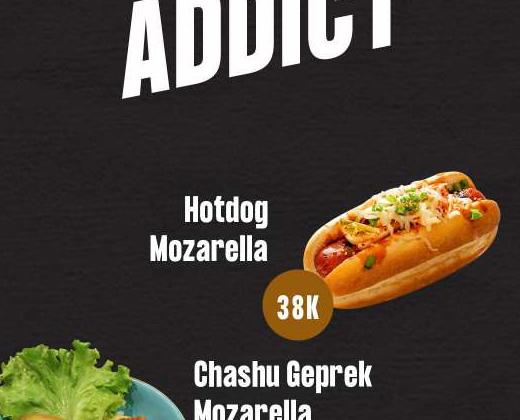 ADDICT
Hotdog
Mozarella
38K
Chashu Geprek
Mozarella